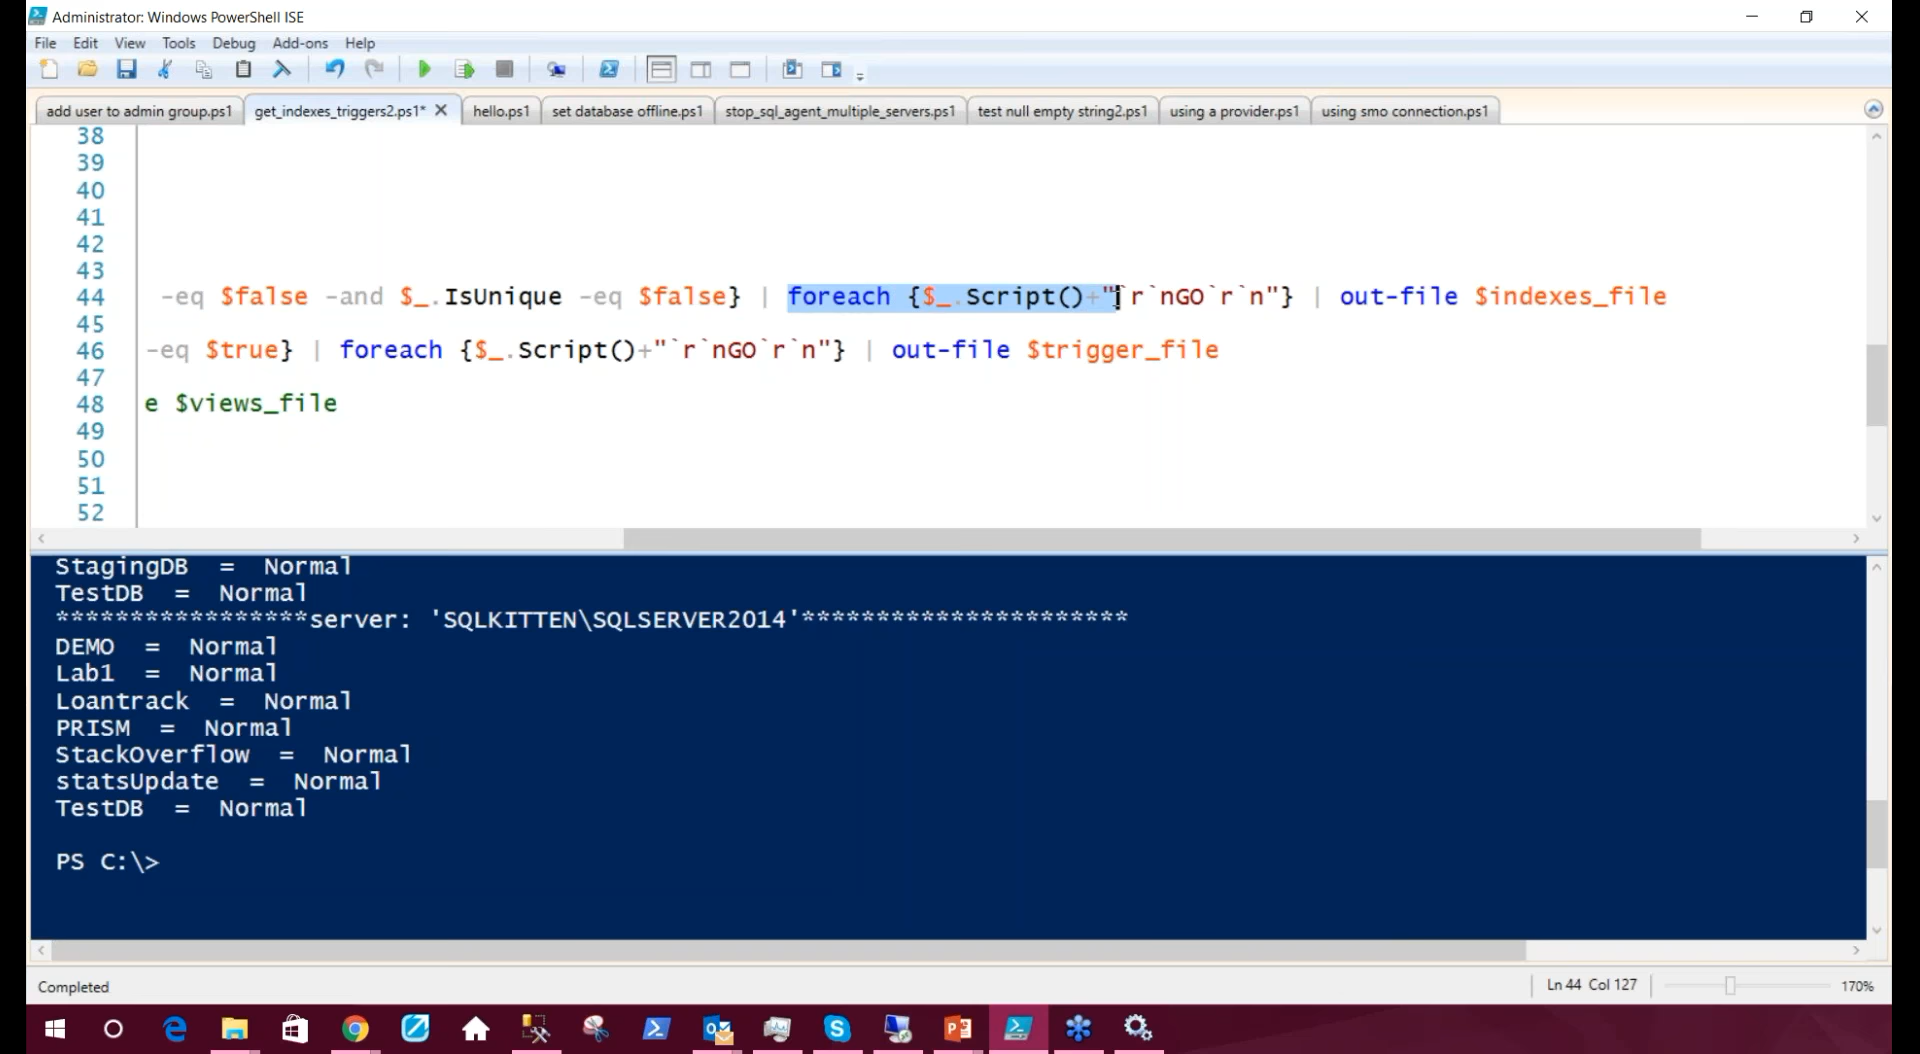 Administrator: Windows PowerShell ISE
File Edit View Tools Debug Add-ons Help
add user to admin group.ps1 get_indexes_triggers2.ps1* hello.ps1 set database offline.ps1 stop_sql_agent_multiple_servers.ps1 test null empty string2.ps1 using a provider.ps1 using smo connection.ps1
38
39
40
41
42
43
44 -eq $false -and $_.IsUnique -eq $false} | foreach {$_.Script()+"`r`nGO`r`n"} | out-file $indexes_file
45
46 -eq $true} | foreach {$_.Script()+"`r`nGO`r`n"} | out-file $trigger_file
47
48 e $views_file
49
50
51
52
StagingDB = Normal
TestDB = Normal
*****************server: 'SQLKITTEN\SQLSERVER2014'**********************
DEMO = Normal
Lab1 = Normal
Loantrack = Normal
PRISM = Normal
StackOverflow = Normal
statsUpdate = Normal
TestDB = Normal
PS C:\>
Completed Ln 44 Col 127 170%